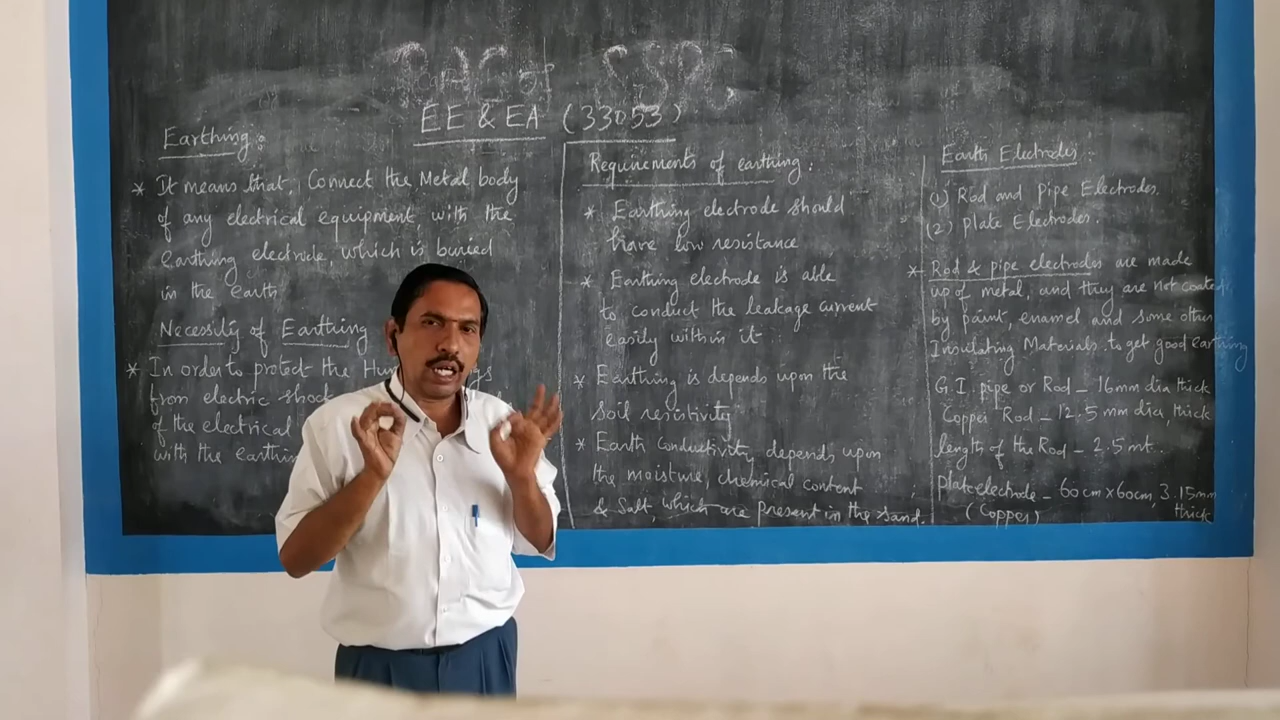 EE & EA (33053)
Earthing :
* It means that, Connect the Metal body
of any electrical equipment, with the
earthing electrode, which is buried
in the earth
Necessity of Earthing
* In order to protect the
from electric shock
of the electrical
with the
Requirements of earthing :
* Earthing electrode should
have low resistance
* Earthing electrode is able
to conduct the leakage current
easily within it
* Earthing is depends upon the
soil resistivity
* Earth conductivity depends upon
the moisture, chemical content
& Salt, which are present in the sand.
Earth Electrodes :
(1) Rod and pipe Electrodes.
(2) plate Electrodes.
* Rod & pipe electrodes are made
up of metal, and they are not coated
by paint, enamel and some other
Insulating Materials to get good earthing
G.I. pipe or Rod - 16mm dia thick
Copper Rod - 12.5 mm dia, thick
length of the Rod - 2.5 mt.
plate electrode - 60 cm x 60cm, 3.15mm
(Copper) thick